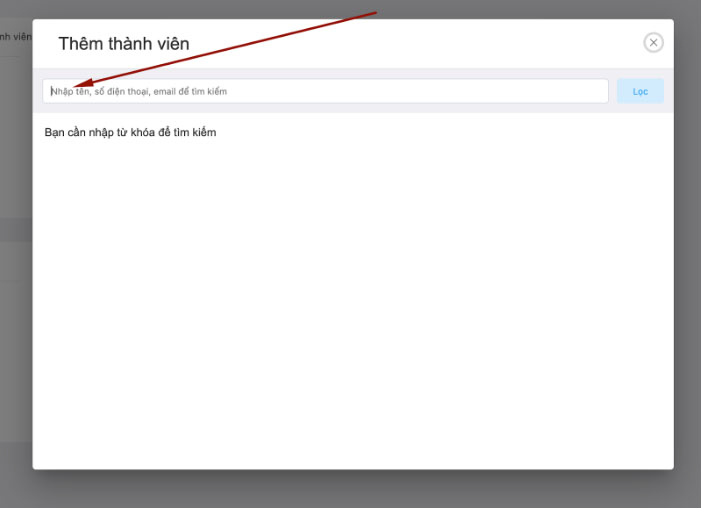 nh viên
Thêm thành viên
Nhập tên, số điện thoại, email để tìm kiếm
Lọc
Bạn cần nhập từ khóa để tìm kiếm